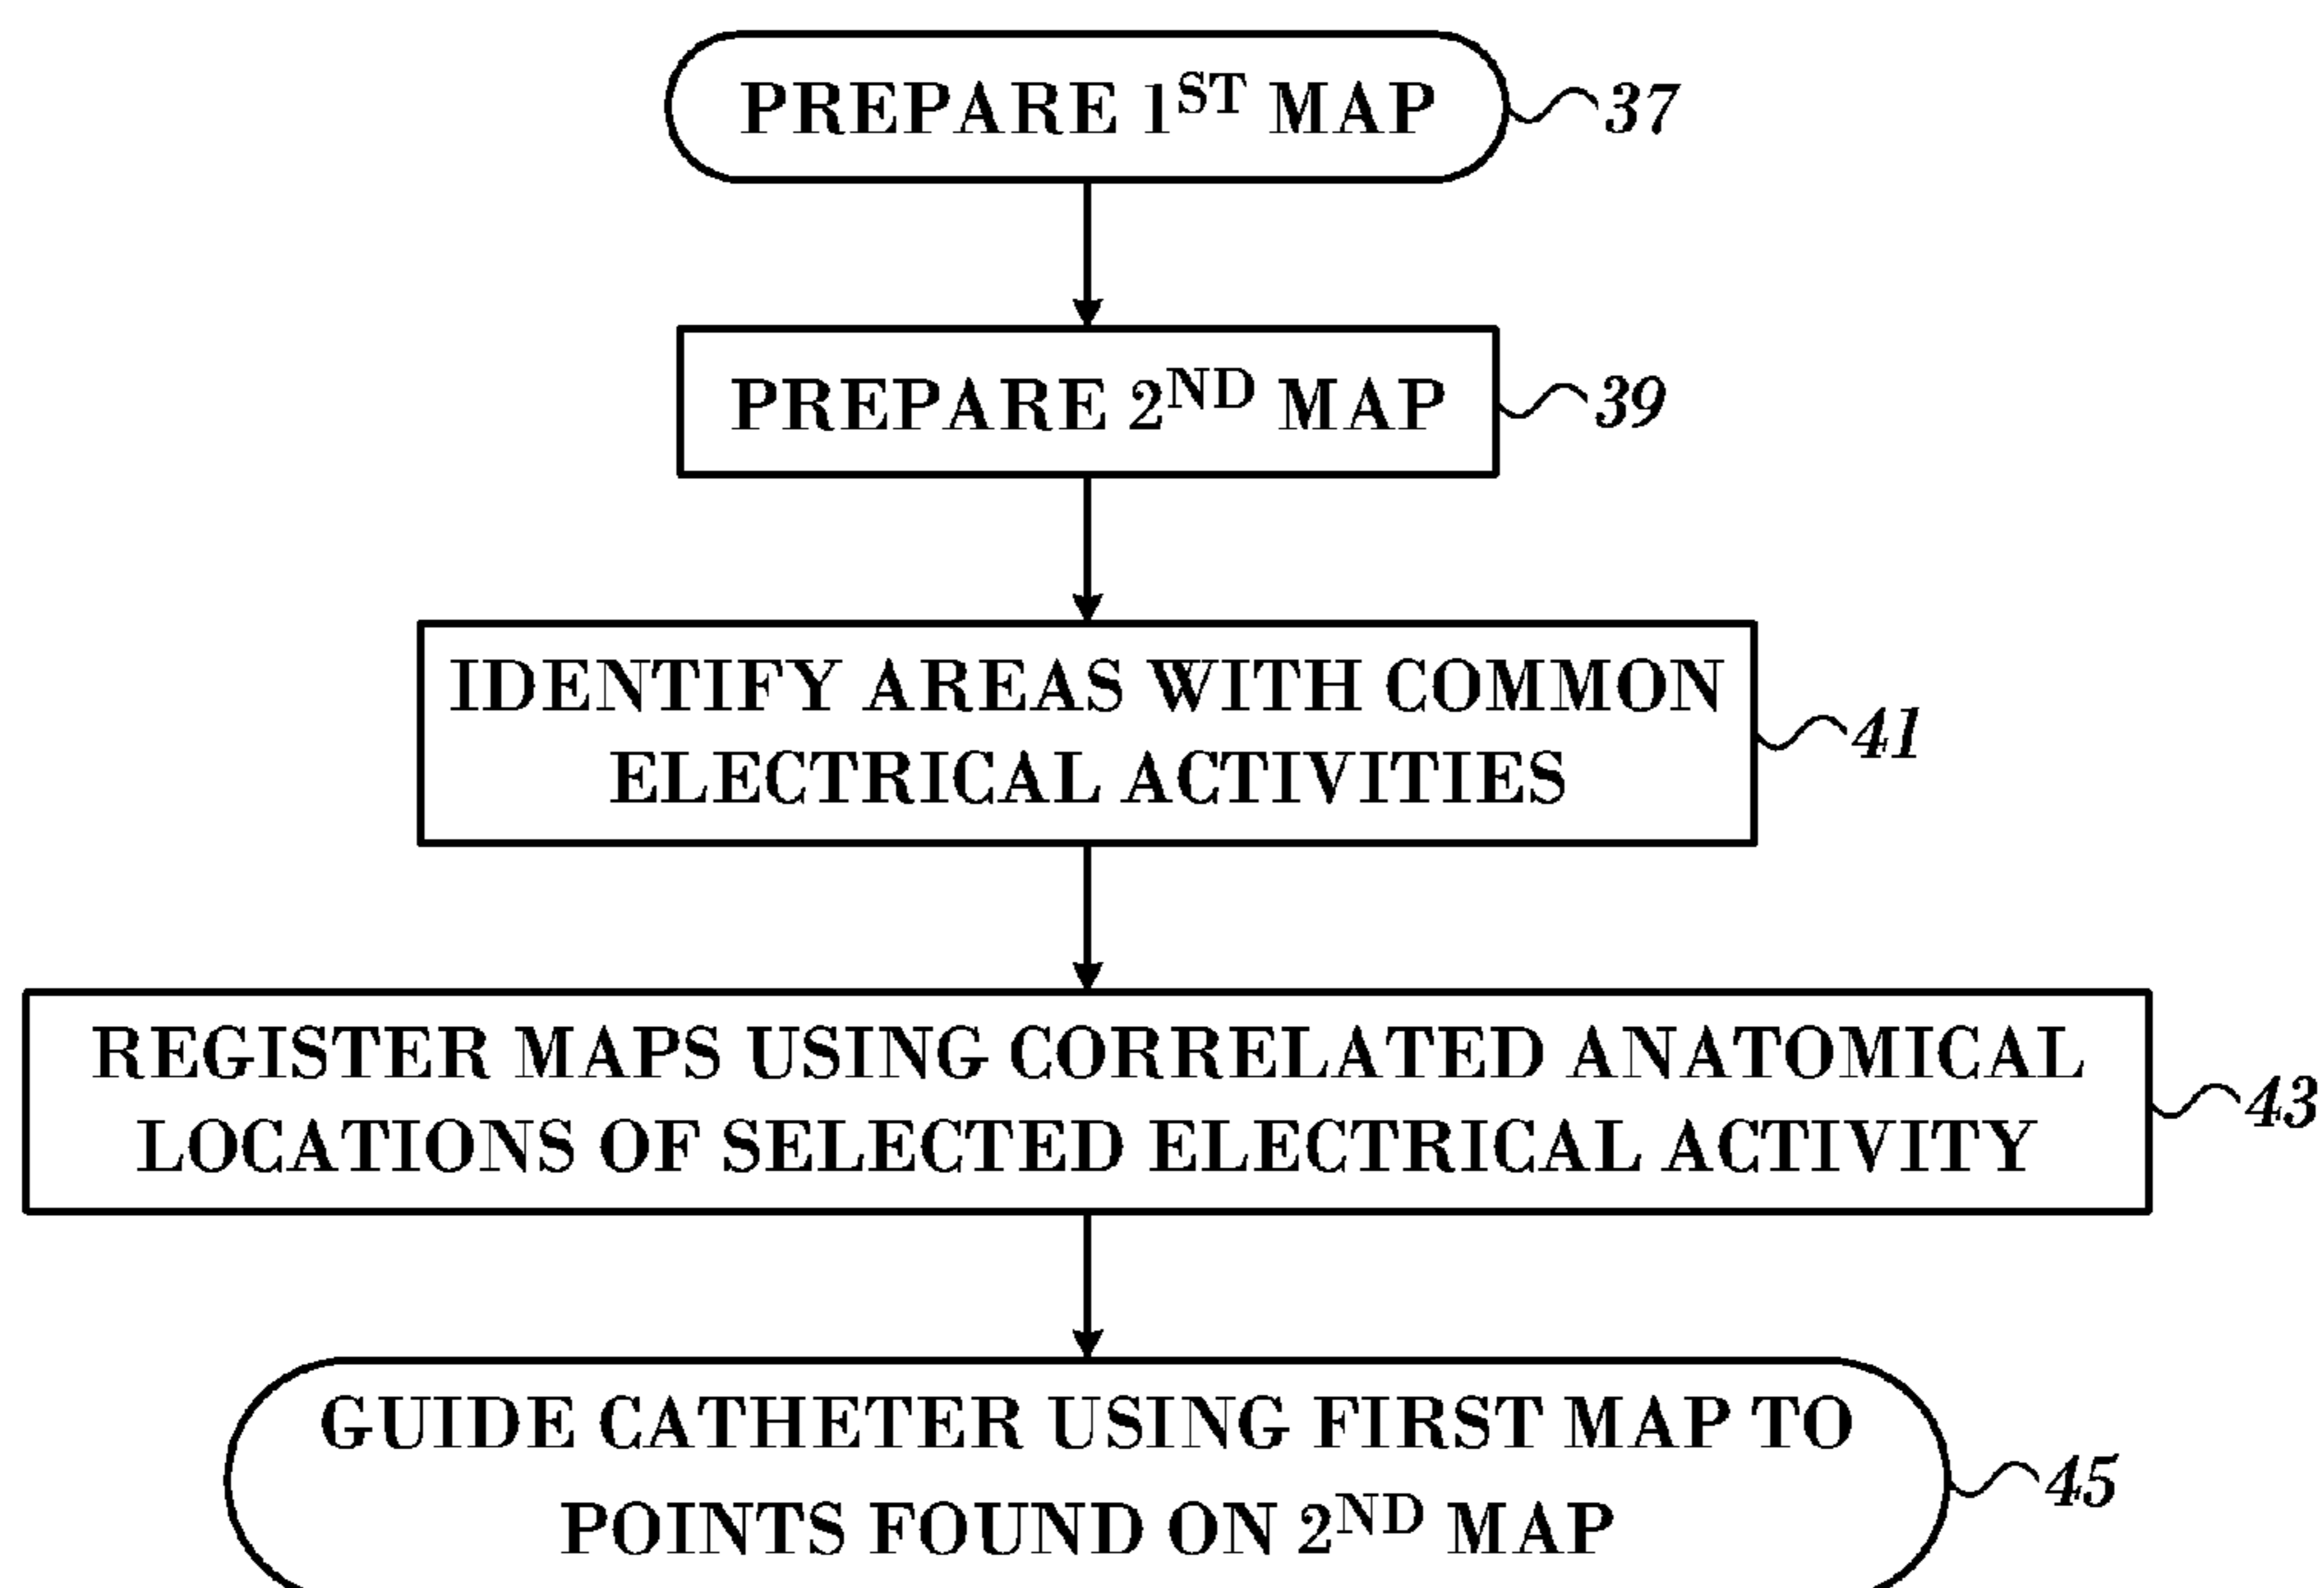 PREPARE 1ST MAP 37
PREPARE 2ND MAP 39
IDENTIFY AREAS WITH COMMON
ELECTRICAL ACTIVITIES
41
REGISTER MAPS USING CORRELATED ANATOMICAL
LOCATIONS OF SELECTED ELECTRICAL ACTIVITY
43
GUIDE CATHETER USING FIRST MAP TO
POINTS FOUND ON 2ND MAP
45